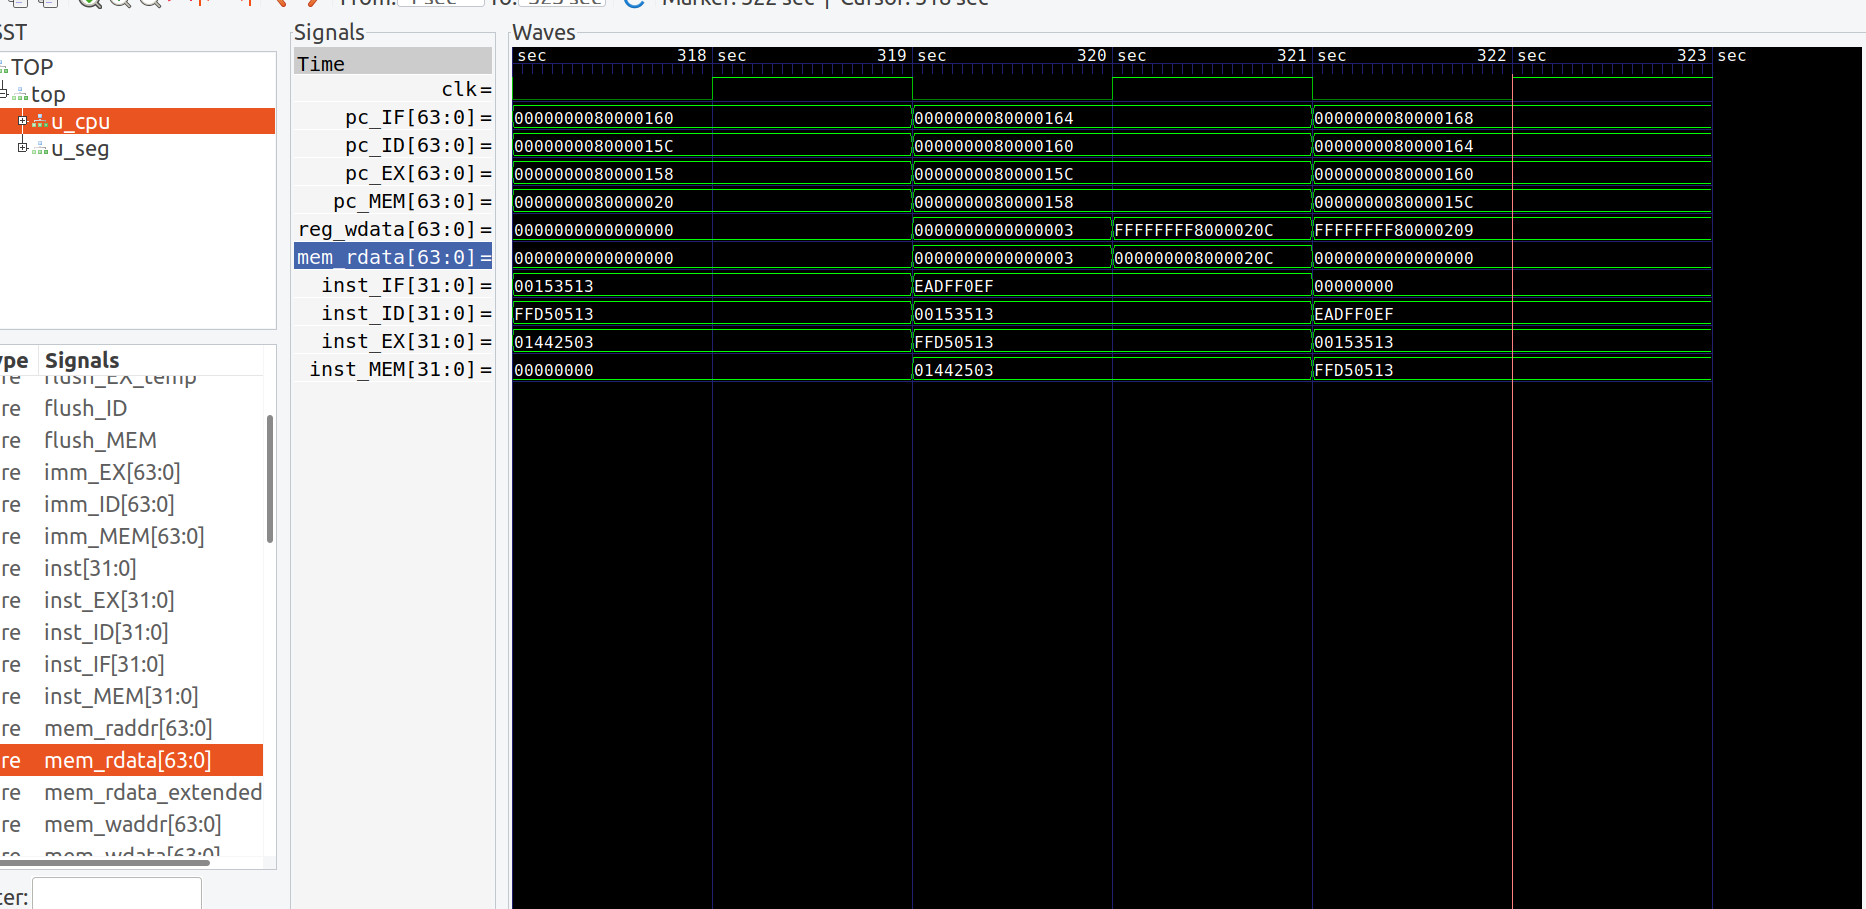 From: To: Marker: 322 sec | Cursor: 318 sec
SST
TOP
top
u_cpu
u_seg
Signals
flush_EX_temp
re flush_ID
re flush_MEM
re imm_EX[63:0]
re imm_ID[63:0]
re imm_MEM[63:0]
re inst[31:0]
re inst_EX[31:0]
re inst_ID[31:0]
re inst_IF[31:0]
re inst_MEM[31:0]
re mem_raddr[63:0]
re mem_rdata[63:0]
re mem_rdata_extended
re mem_waddr[63:0]
re mem_wdata[63:0]
ter:
Signals
Time
clk=
pc_IF[63:0]=
pc_ID[63:0]=
pc_EX[63:0]=
pc_MEM[63:0]=
reg_wdata[63:0]=
mem_rdata[63:0]=
inst_IF[31:0]=
inst_ID[31:0]=
inst_EX[31:0]=
inst_MEM[31:0]=
Waves
sec 318 sec 319 sec 320 sec 321 sec 322 sec 323 sec
0000000080000160 0000000080000164 0000000080000168
000000008000015C 0000000080000160 0000000080000164
0000000080000158 000000008000015C 0000000080000160
0000000080000020 0000000080000158 000000008000015C
0000000000000000 0000000000000003 FFFFFFFF8000020C FFFFFFFF80000209
0000000000000000 0000000000000003 000000008000020C 0000000000000000
00153513 EADFF0EF 00000000
FFD50513 00153513 EADFF0EF
01442503 FFD50513 00153513
00000000 01442503 FFD50513